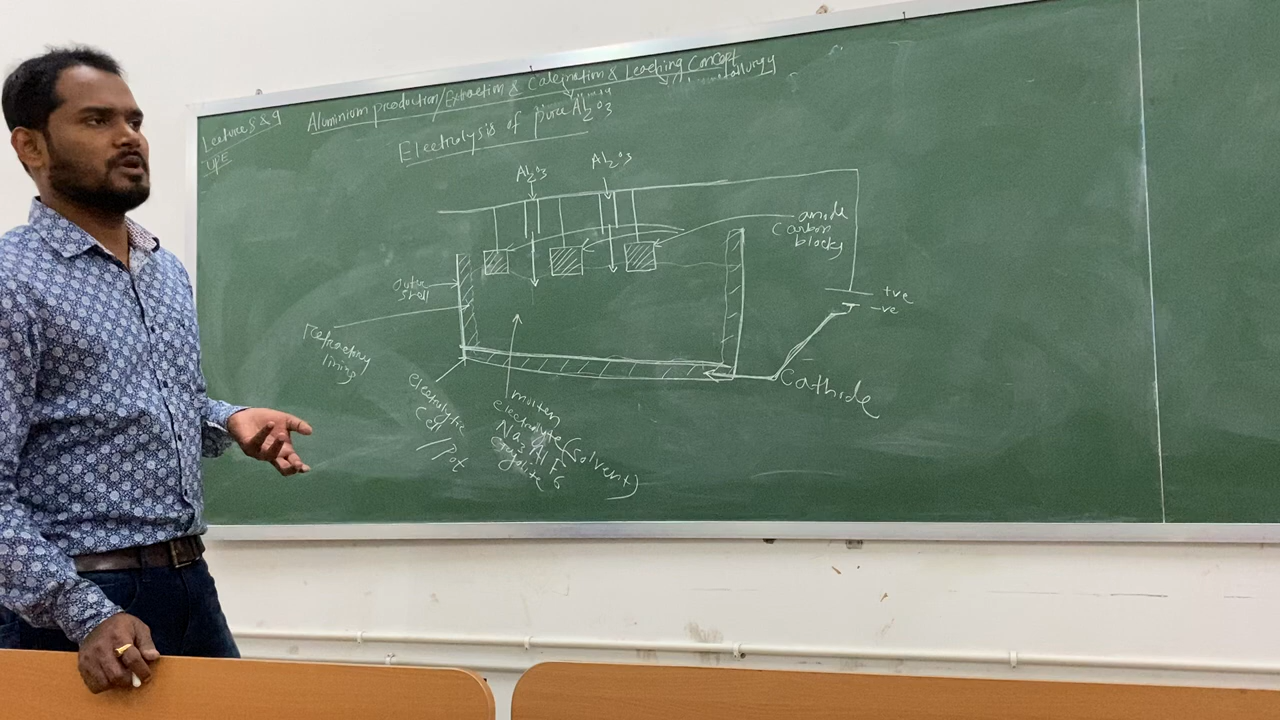 Lecture 8 & 9
UPE
Aluminium production/Extraction & Calcination & Leaching Concept
Electrolysis of pure Al2O3
Al2O3
Al2O3
anode
Carbon
blocks
Outer
shell
+ve
-ve
Refractory
lining
Cathode
Electrolytic
Cell
/Pot
molten
electrolyte (Solvent)
Na3AlF6
Cryolite